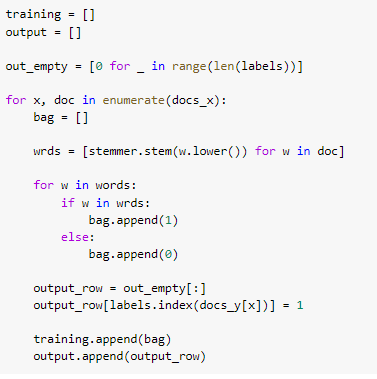 training = []
output = []

out_empty = [0 for _ in range(len(labels))]

for x, doc in enumerate(docs_x):
    bag = []

    wrds = [stemmer.stem(w.lower()) for w in doc]

    for w in words:
        if w in wrds:
            bag.append(1)
        else:
            bag.append(0)

    output_row = out_empty[:]
    output_row[labels.index(docs_y[x])] = 1

    training.append(bag)
    output.append(output_row)